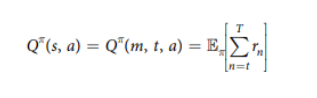 Q^π(s, a) = Q^π(m, t, a) = 𝔼_π[∑_{n=t}^{T} r_n]